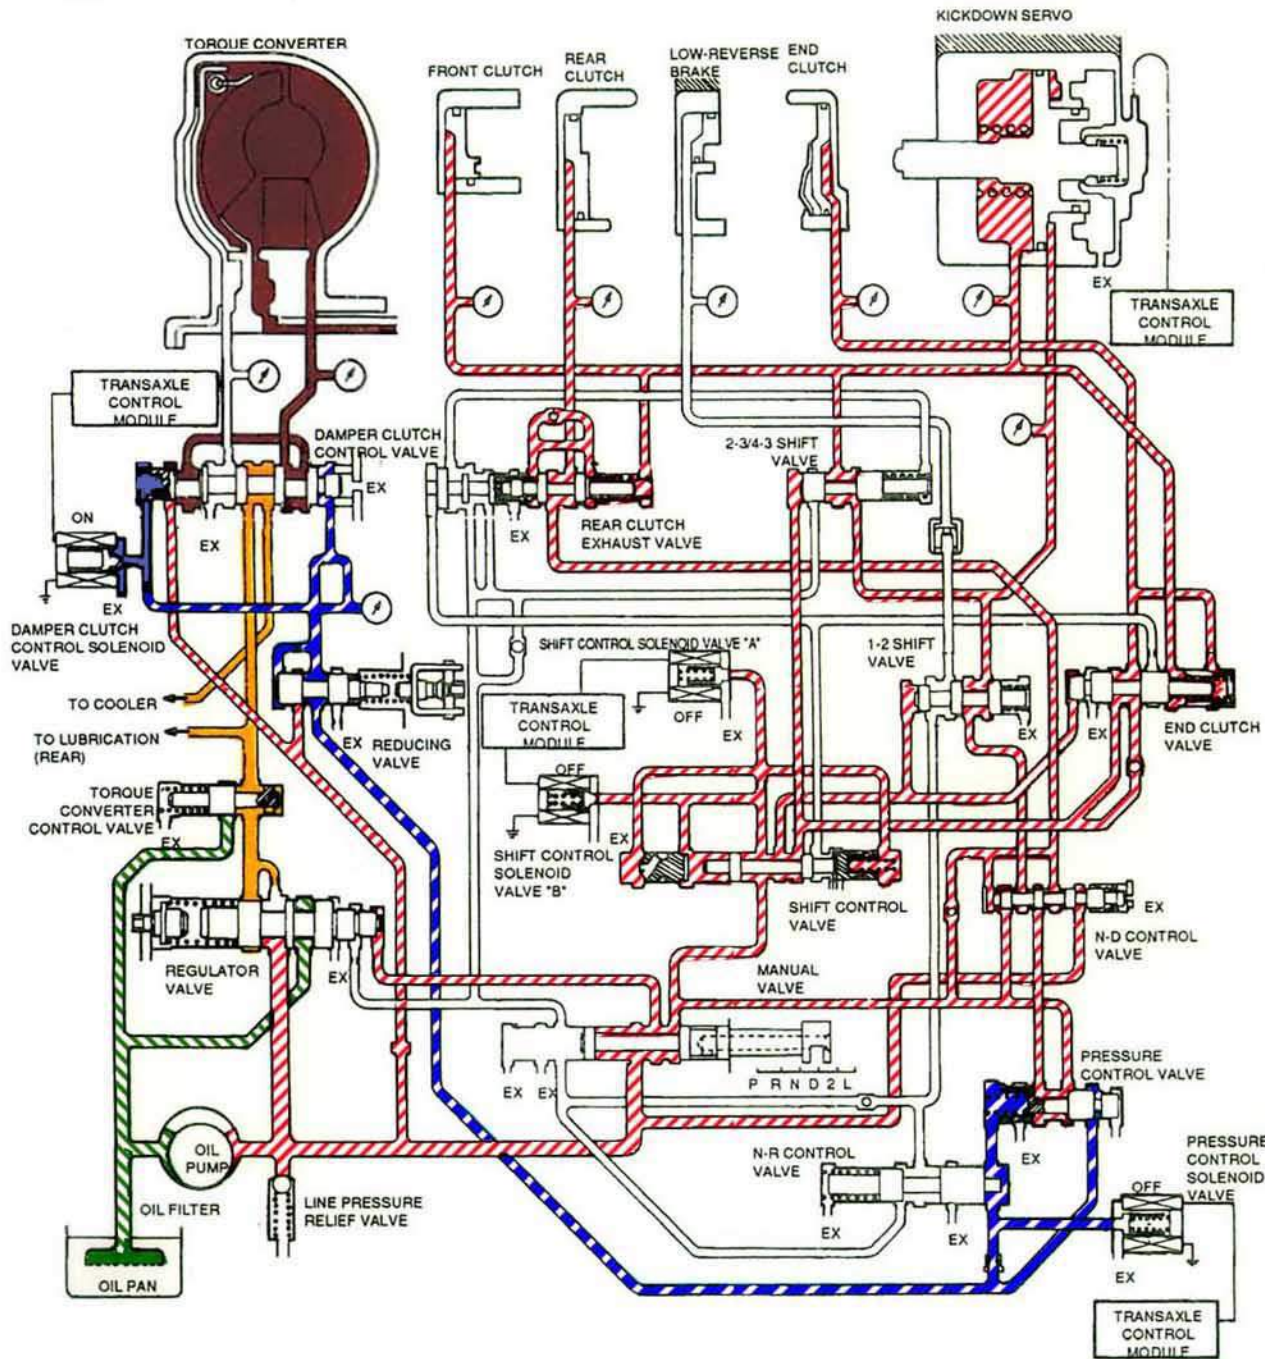 KICKDOWN SERVO
TORQUE CONVERTER
FRONT CLUTCH
REAR
CLUTCH
LOW-REVERSE
BRAKE
END
CLUTCH
EX
TRANSAXLE
CONTROL
MODULE
TRANSAXLE
CONTROL
MODULE
DAMPER CLUTCH
CONTROL VALVE
2-3/4-3 SHIFT
VALVE
EX
ON
EX
EX
REAR CLUTCH
EXHAUST VALVE
EX
DAMPER CLUTCH
CONTROL SOLENOID
VALVE
SHIFT CONTROL SOLENOID VALVE "A"
1-2 SHIFT
VALVE
TO COOLER
TRANSAXLE
CONTROL
MODULE
OFF
EX
TO LUBRICATION
(REAR)
EX
REDUCING
VALVE
EX
EX
END CLUTCH
VALVE
OFF
TORQUE
CONVERTER
CONTROL VALVE
EX
EX
SHIFT CONTROL
SOLENOID
VALVE "B"
SHIFT CONTROL
VALVE
EX
N-D CONTROL
VALVE
REGULATOR
VALVE
EX
MANUAL
VALVE
PRESSURE
CONTROL VALVE
EX
EX
P R N D 2 L
OIL
PUMP
N-R CONTROL
VALVE
EX
PRESSURE
CONTROL
SOLENOID
VALVE
OFF
OIL FILTER
LINE PRESSURE
RELIEF VALVE
EX
EX
EX
OIL PAN
TRANSAXLE
CONTROL
MODULE